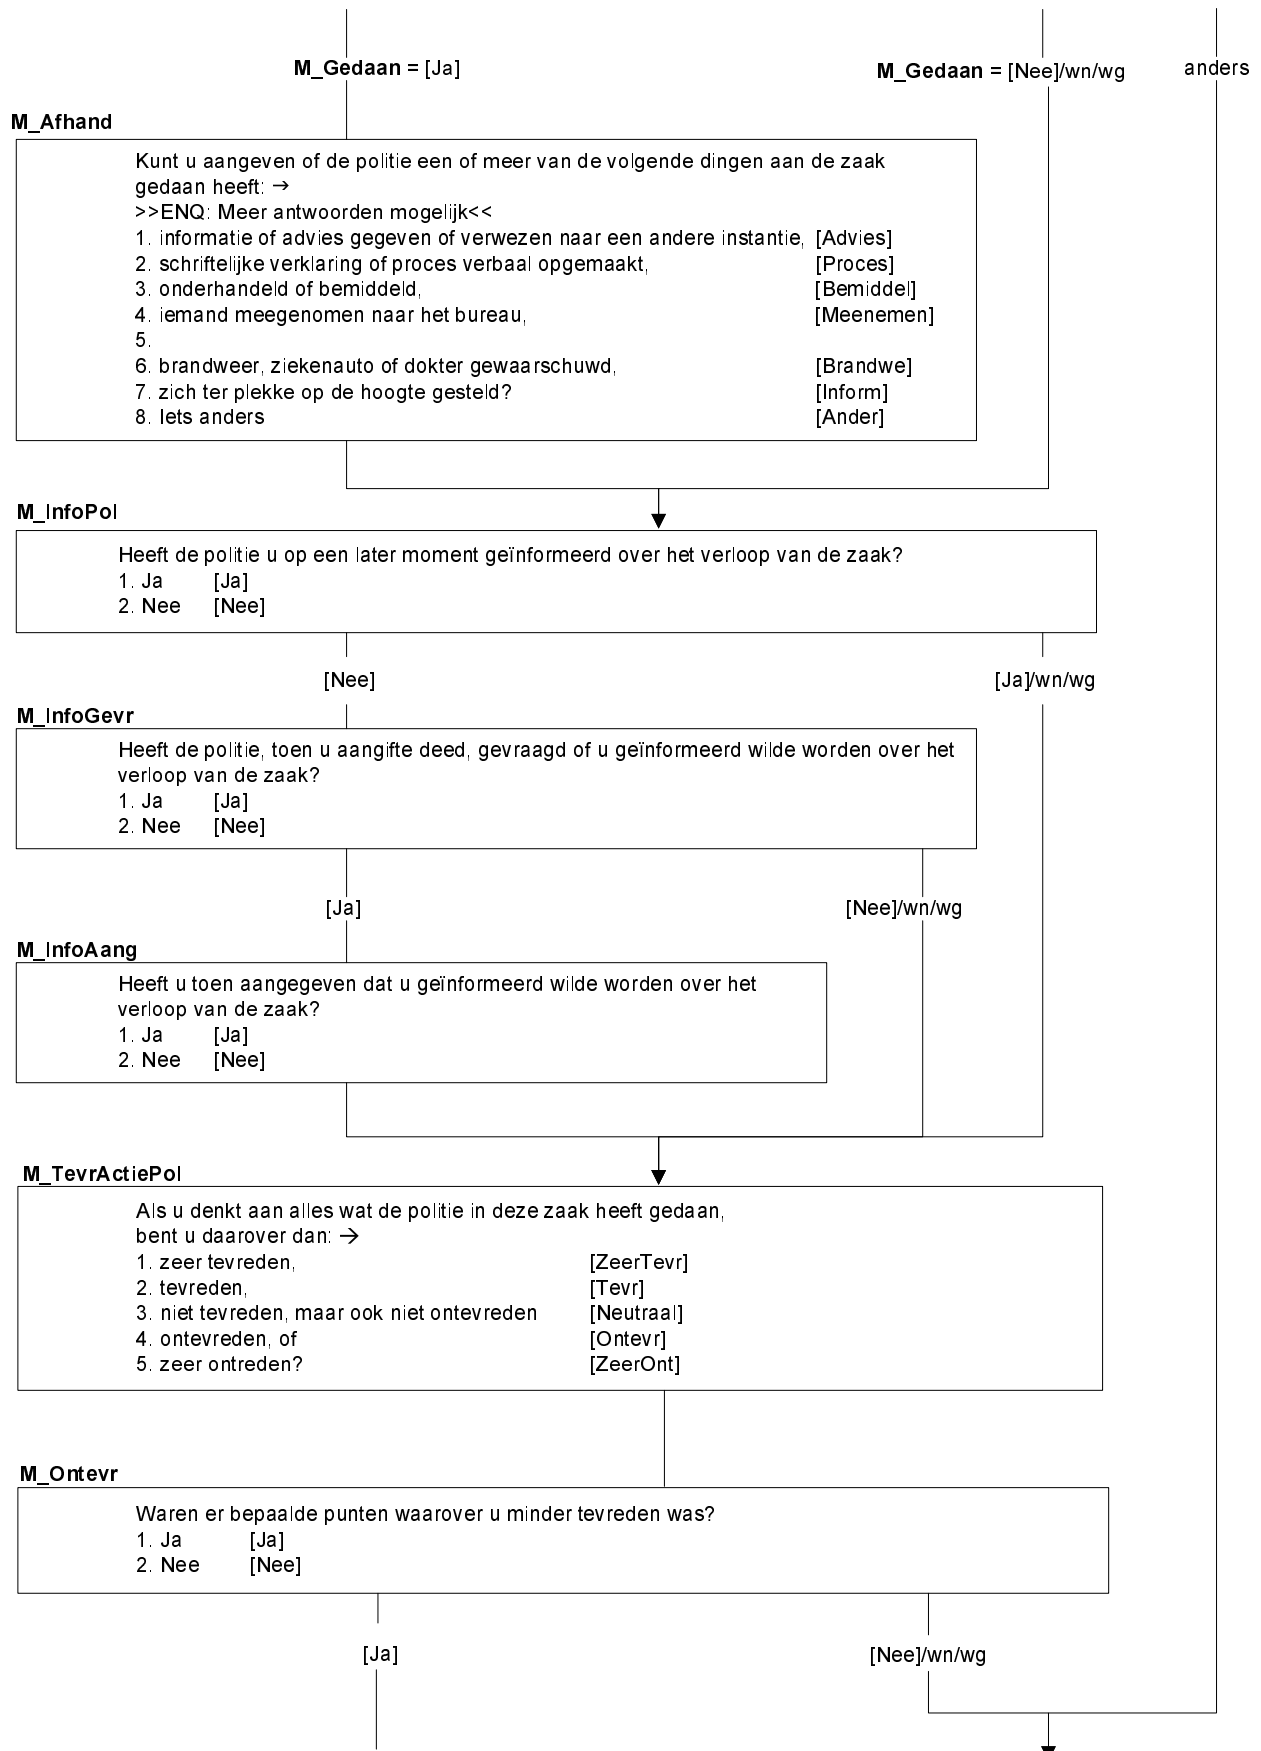 M_Gedaan = [Ja]
M_Gedaan = [Nee]/wn/wg
anders
M_Afhand
Kunt u aangeven of de politie een of meer van de volgende dingen aan de zaak
gedaan heeft: →
>>ENQ: Meer antwoorden mogelijk<<
1. informatie of advies gegeven of verwezen naar een andere instantie, [Advies]
2. schriftelijke verklaring of proces verbaal opgemaakt, [Proces]
3. onderhandeld of bemiddeld, [Bemiddel]
4. iemand meegenomen naar het bureau, [Meenemen]
5.
6. brandweer, ziekenauto of dokter gewaarschuwd, [Brandwe]
7. zich ter plekke op de hoogte gesteld? [Inform]
8. Iets anders [Ander]
M_InfoPol
Heeft de politie u op een later moment geïnformeerd over het verloop van de zaak?
1. Ja [Ja]
2. Nee [Nee]
[Nee]
[Ja]/wn/wg
M_InfoGevr
Heeft de politie, toen u aangifte deed, gevraagd of u geïnformeerd wilde worden over het
verloop van de zaak?
1. Ja [Ja]
2. Nee [Nee]
[Ja]
[Nee]/wn/wg
M_InfoAang
Heeft u toen aangegeven dat u geïnformeerd wilde worden over het
verloop van de zaak?
1. Ja [Ja]
2. Nee [Nee]
M_TevrActiePol
Als u denkt aan alles wat de politie in deze zaak heeft gedaan,
bent u daarover dan: →
1. zeer tevreden, [ZeerTevr]
2. tevreden, [Tevr]
3. niet tevreden, maar ook niet ontevreden [Neutraal]
4. ontevreden, of [Ontevr]
5. zeer ontreden? [ZeerOnt]
M_Ontevr
Waren er bepaalde punten waarover u minder tevreden was?
1. Ja [Ja]
2. Nee [Nee]
[Ja]
[Nee]/wn/wg